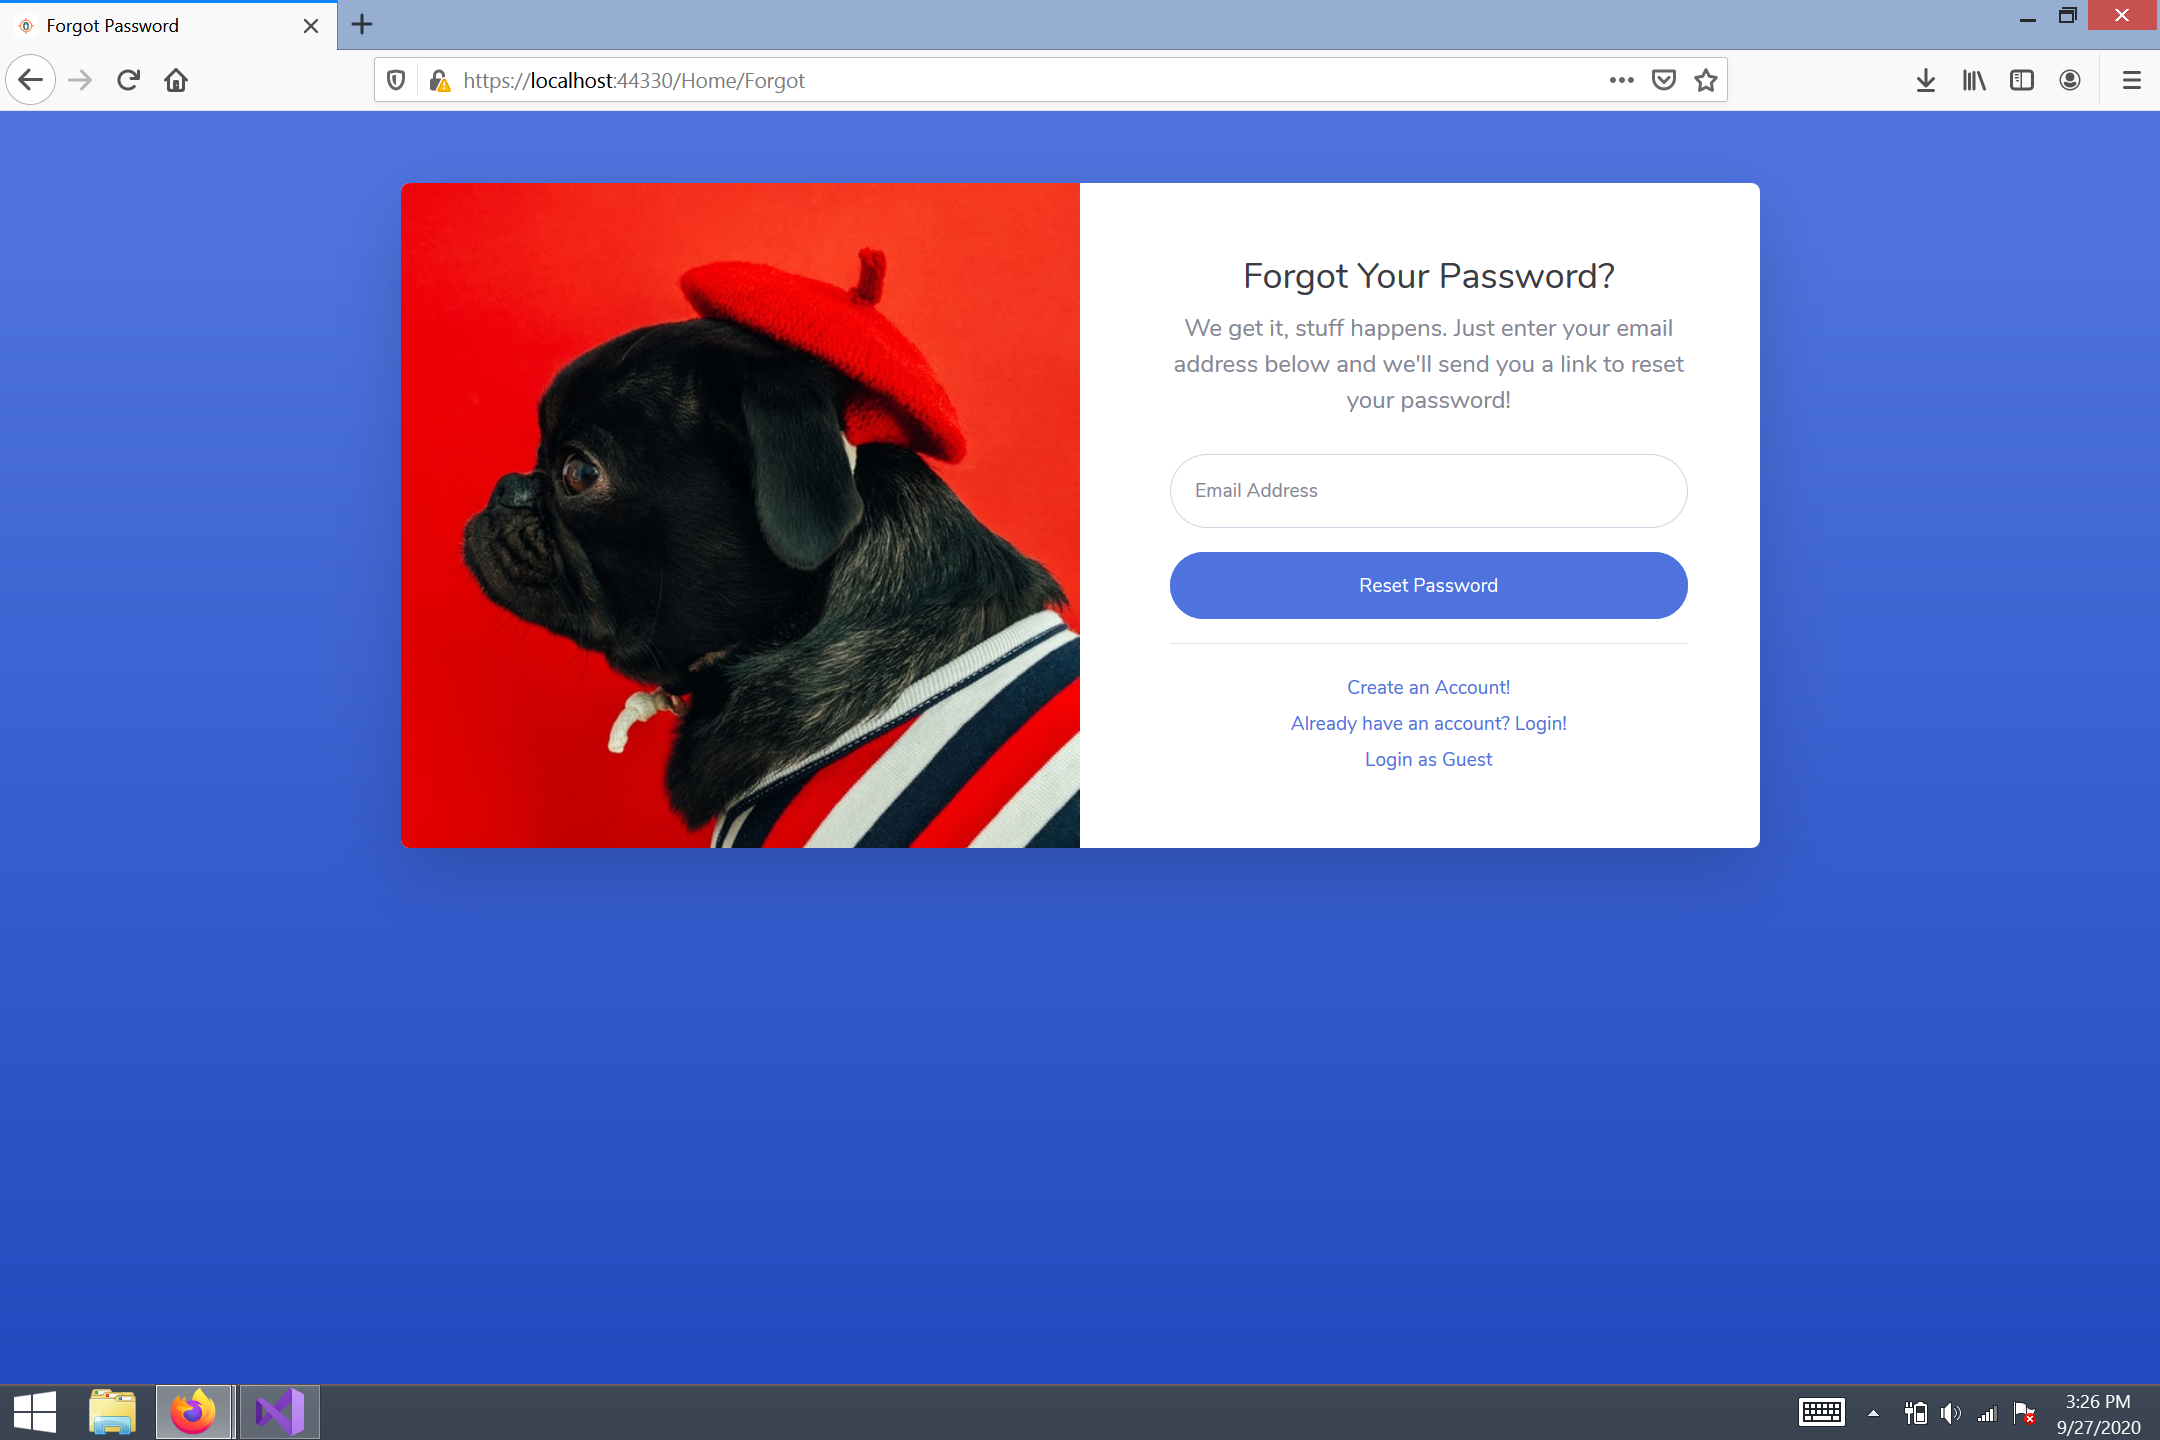 Forgot Password
https://localhost:44330/Home/Forgot
Forgot Your Password?
We get it, stuff happens. Just enter your email
address below and we'll send you a link to reset
your password!
Email Address
Reset Password
Create an Account!
Already have an account? Login!
Login as Guest
3:26 PM
9/27/2020